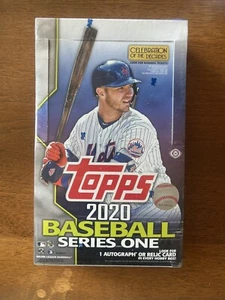 CELEBRATION
OF THE DECADES
Mets
TOPPS
2020
BASEBALL
SERIES ONE
LOOK FOR
1 AUTOGRAPH OR RELIC CARD
IN EVERY HOBBY BOX!